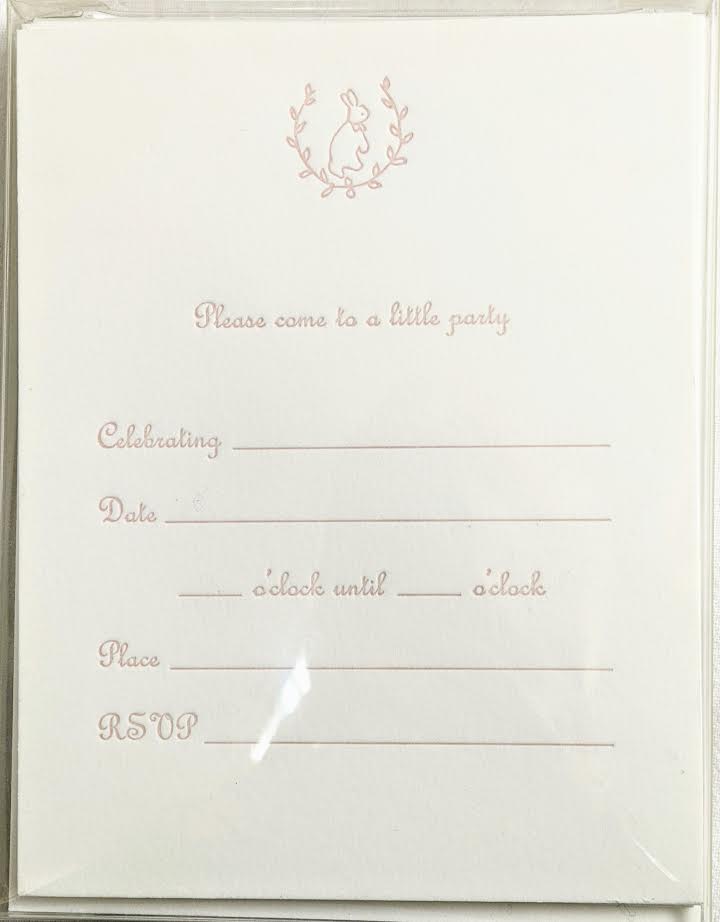 Please come to a little party
Celebrating
Date
o'clock until o'clock
Place
RSVP